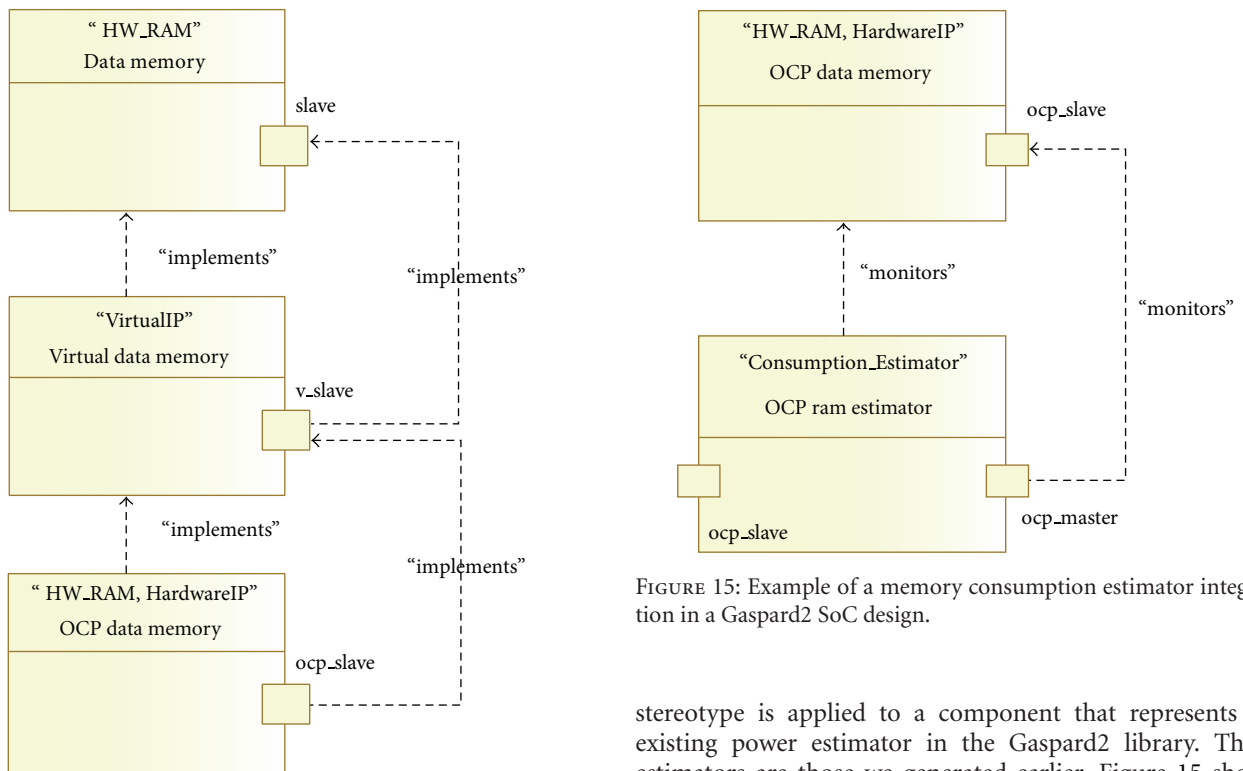 “ HW_RAM”
Data memory
slave
“implements”
“implements”
“VirtualIP”
Virtual data memory
v_slave
“implements”
“implements”
“ HW_RAM, HardwareIP”
OCP data memory
ocp_slave
“HW_RAM, HardwareIP”
OCP data memory
ocp_slave
“monitors”
“monitors”
“Consumption_Estimator”
OCP ram estimator
ocp_slave
ocp_master
Figure 15: Example of a memory consumption estimator integ
tion in a Gaspard2 SoC design.
stereotype is applied to a component that represents
existing power estimator in the Gaspard2 library. Th